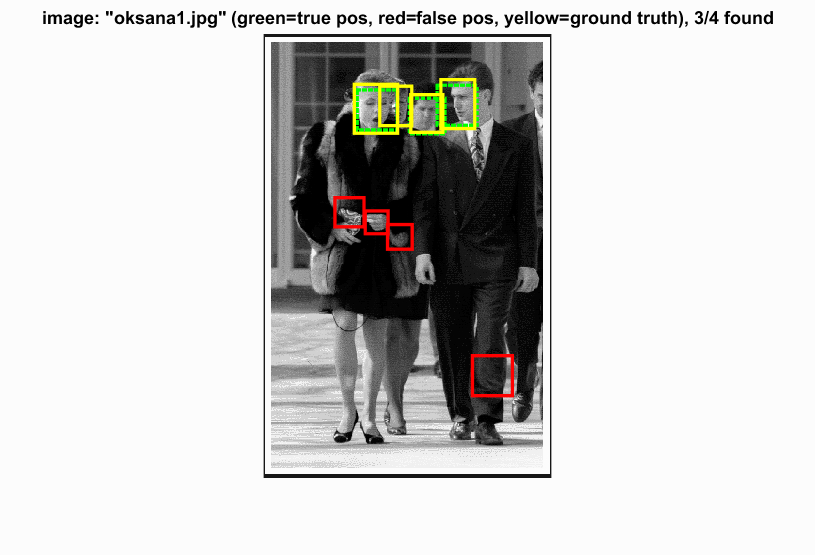 image: "oksana1.jpg" (green=true pos, red=false pos, yellow=ground truth), 3/4 found